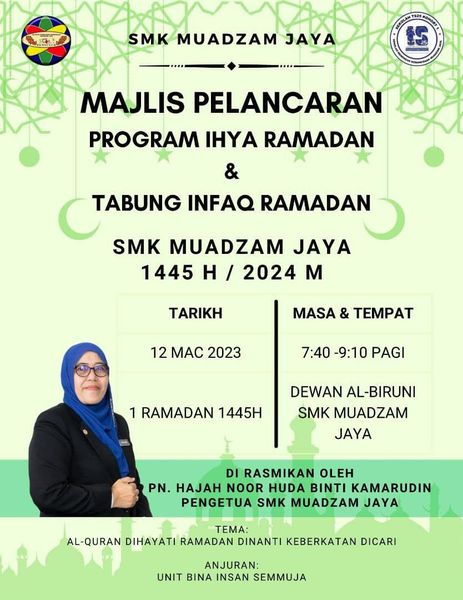 SMK MUADZAM JAYA
MAJLIS PELANCARAN
PROGRAM IHYA RAMADAN
&
TABUNG INFAQ RAMADAN
SMK MUADZAM JAYA
1445 H / 2024 M
TARIKH
MASA & TEMPAT
12 MAC 2023
7:40 -9:10 PAGI
1 RAMADAN 1445H
DEWAN AL-BIRUNI
SMK MUADZAM
JAYA
DI RASMIKAN OLEH
P PN. HAJAH NOOR HUDA BINTI KAMARUDIN
PENGETUA SMK MUADZAM JAYA
TEMA:
AL-QURAN DIHAYATI RAMADAN DINANTI KEBERKATAN DICARI
ANJURAN:
UNIT BINA INSAN SEMMUJA